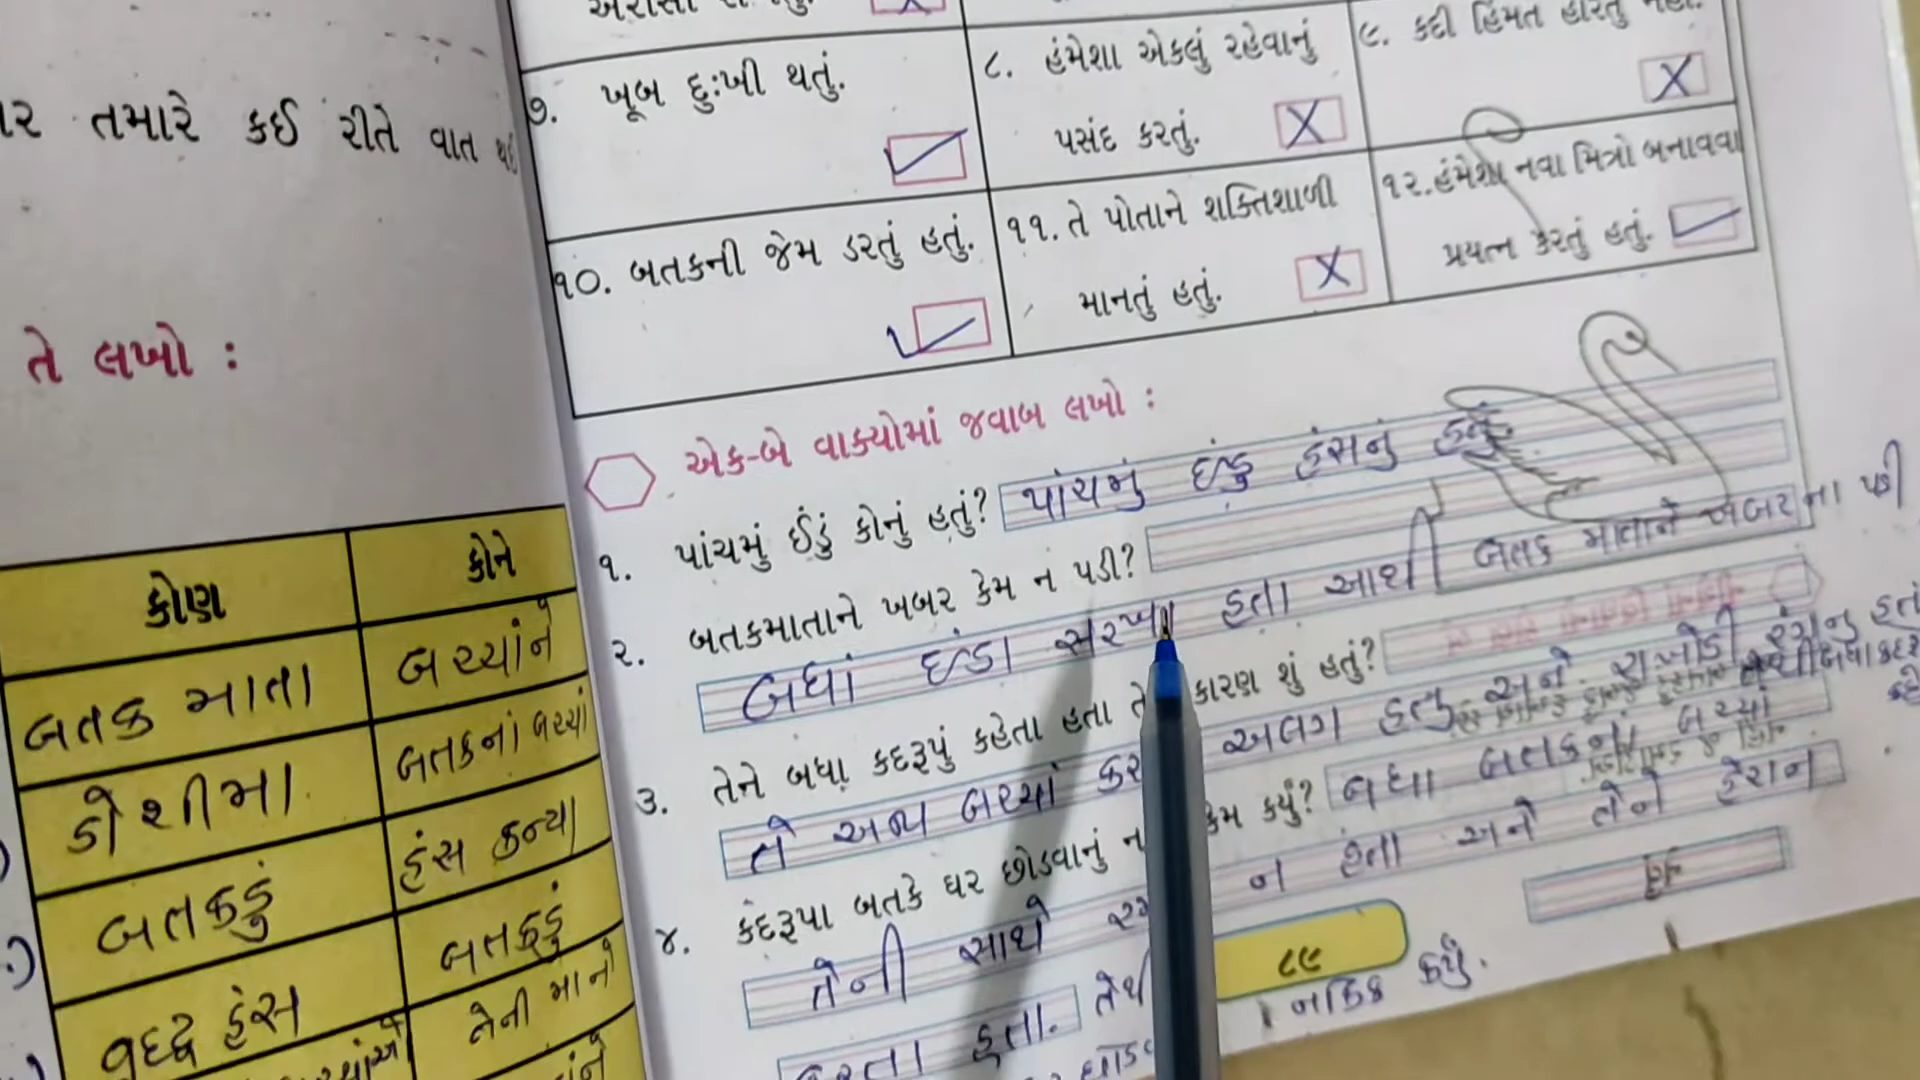 તમારે કઈ રીતે વાત
તે લખો :
કોણ કોને
બતક માતા બચ્ચાંને
ડોશીમા બતકનાં બચ્ચાં
બતકડું હંસ કન્યા
વૃદ્ધ હંસ બતકડું
તેની માને
૭. ખૂબ દુઃખી થતું.
૮. હંમેશા એકલું રહેવાનું
પસંદ કરતું. X
૯. કદી હિંમત હારતું
X
૧૦. બતકની જેમ ડરતું હતું.
૧૧. તે પોતાને શક્તિશાળી
માનતું હતું. X
૧૨. હંમેશા નવા મિત્રો બનાવવા
પ્રયત્ન કરતું હતું.
એક-બે વાક્યોમાં જવાબ લખો :
૧. પાંચમું ઈંડું કોનું હતું? પાંચમું ઇંડુ હંસનું હતું.
૨. બતકમાતાને ખબર કેમ ન પડી?
બધાં ઇંડા સરખા હતા આથી બતક માતાને ખબર ના પડી
૩. તેને બધા કદરૂપું કહેતા હતા કારણ શું હતું?
તે અન્ય બચ્ચાં કર અલગ હતું અને રાખોડી રંગનુ હતું
૪. કદરૂપા બતકે ઘર છોડવાનું ન કેમ કર્યું? બધા બતકનાં બચ્ચાં
તેની સાથે ન હતા અને તેને હેરાન
કરતા હતા.
નક્કિ કર્યું.
૮૯